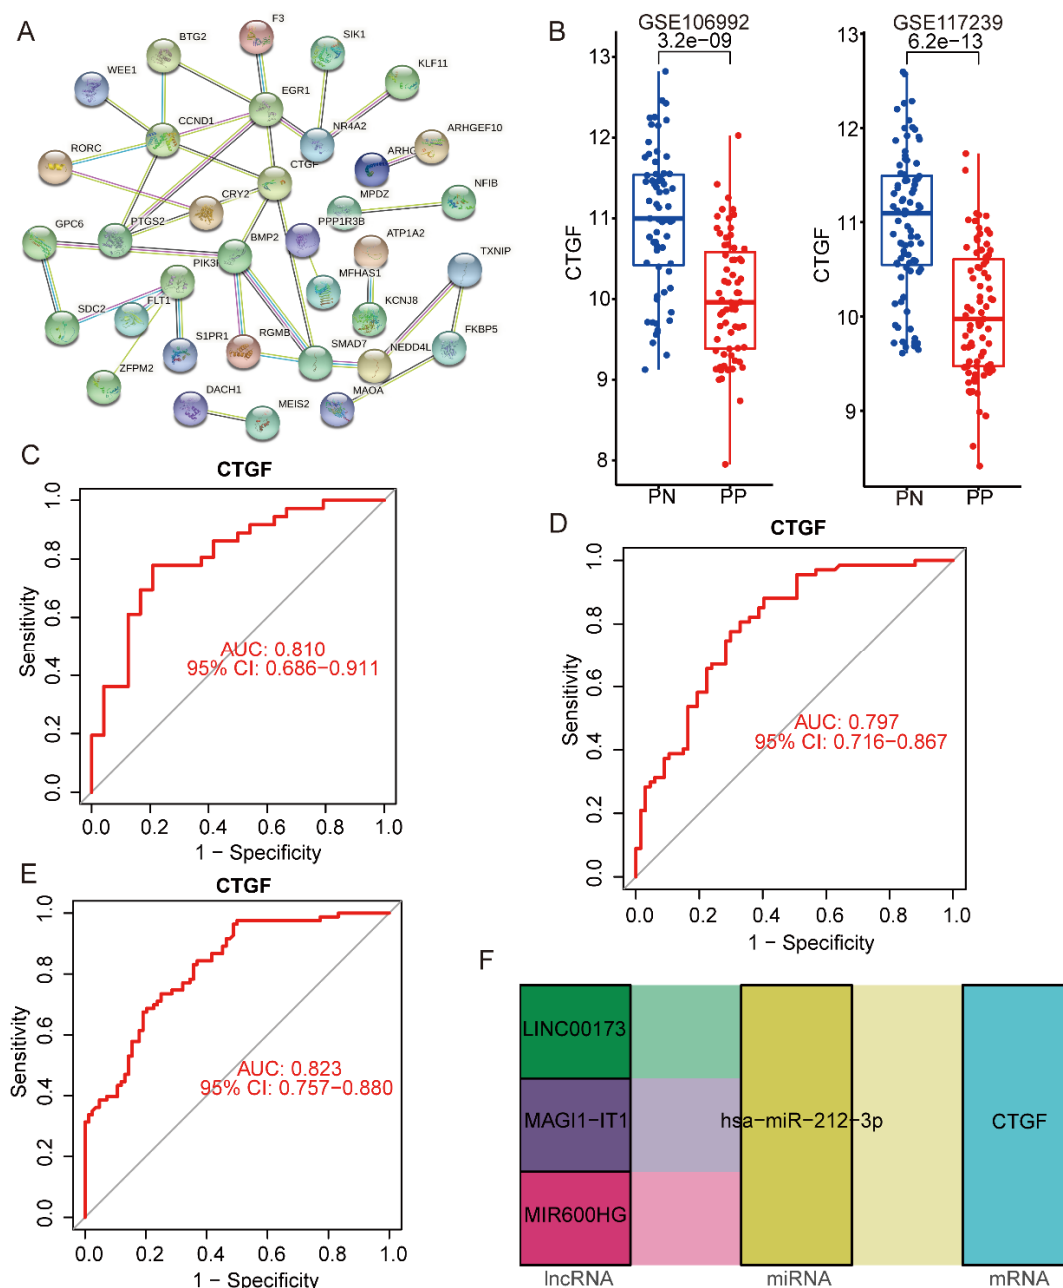 A
F3
BTG2
SIK1
WEE1
KLF11
EGR1
CCND1
NR4A2
ARHGEF10
RORC
CTGF
ARHG
CRY2
MPDZ
NFIB
GPC6
PTGS2
PPP1R3B
BMP2
ATP1A2
TXNIP
PIK3R
MFHAS1
SDC2
FLT1
KCNJ8
S1PR1
RGMB
SMAD7
NEDD4L
FKBP5
ZFPM2
DACH1
MEIS2
MAOA
B
GSE106992
3.2e−09
CTGF
13
12
11
10
9
8
PN
PP
GSE117239
6.2e−13
CTGF
13
12
11
10
9
PN
PP
C
CTGF
Sensitivity
1.0
0.8
0.6
0.4
0.2
0.0
AUC: 0.810
95% CI: 0.686−0.911
0.0 0.2 0.4 0.6 0.8 1.0
1 − Specificity
D
CTGF
Sensitivity
1.0
0.8
0.6
0.4
0.2
0.0
AUC: 0.797
95% CI: 0.716−0.867
0.0 0.2 0.4 0.6 0.8 1.0
1 − Specificity
E
CTGF
Sensitivity
1.0
0.8
0.6
0.4
0.2
0.0
AUC: 0.823
95% CI: 0.757−0.880
0.0 0.2 0.4 0.6 0.8 1.0
1 − Specificity
F
LINC00173
MAGI1−IT1
hsa−miR−212−3p
CTGF
MIR600HG
lncRNA
miRNA
mRNA